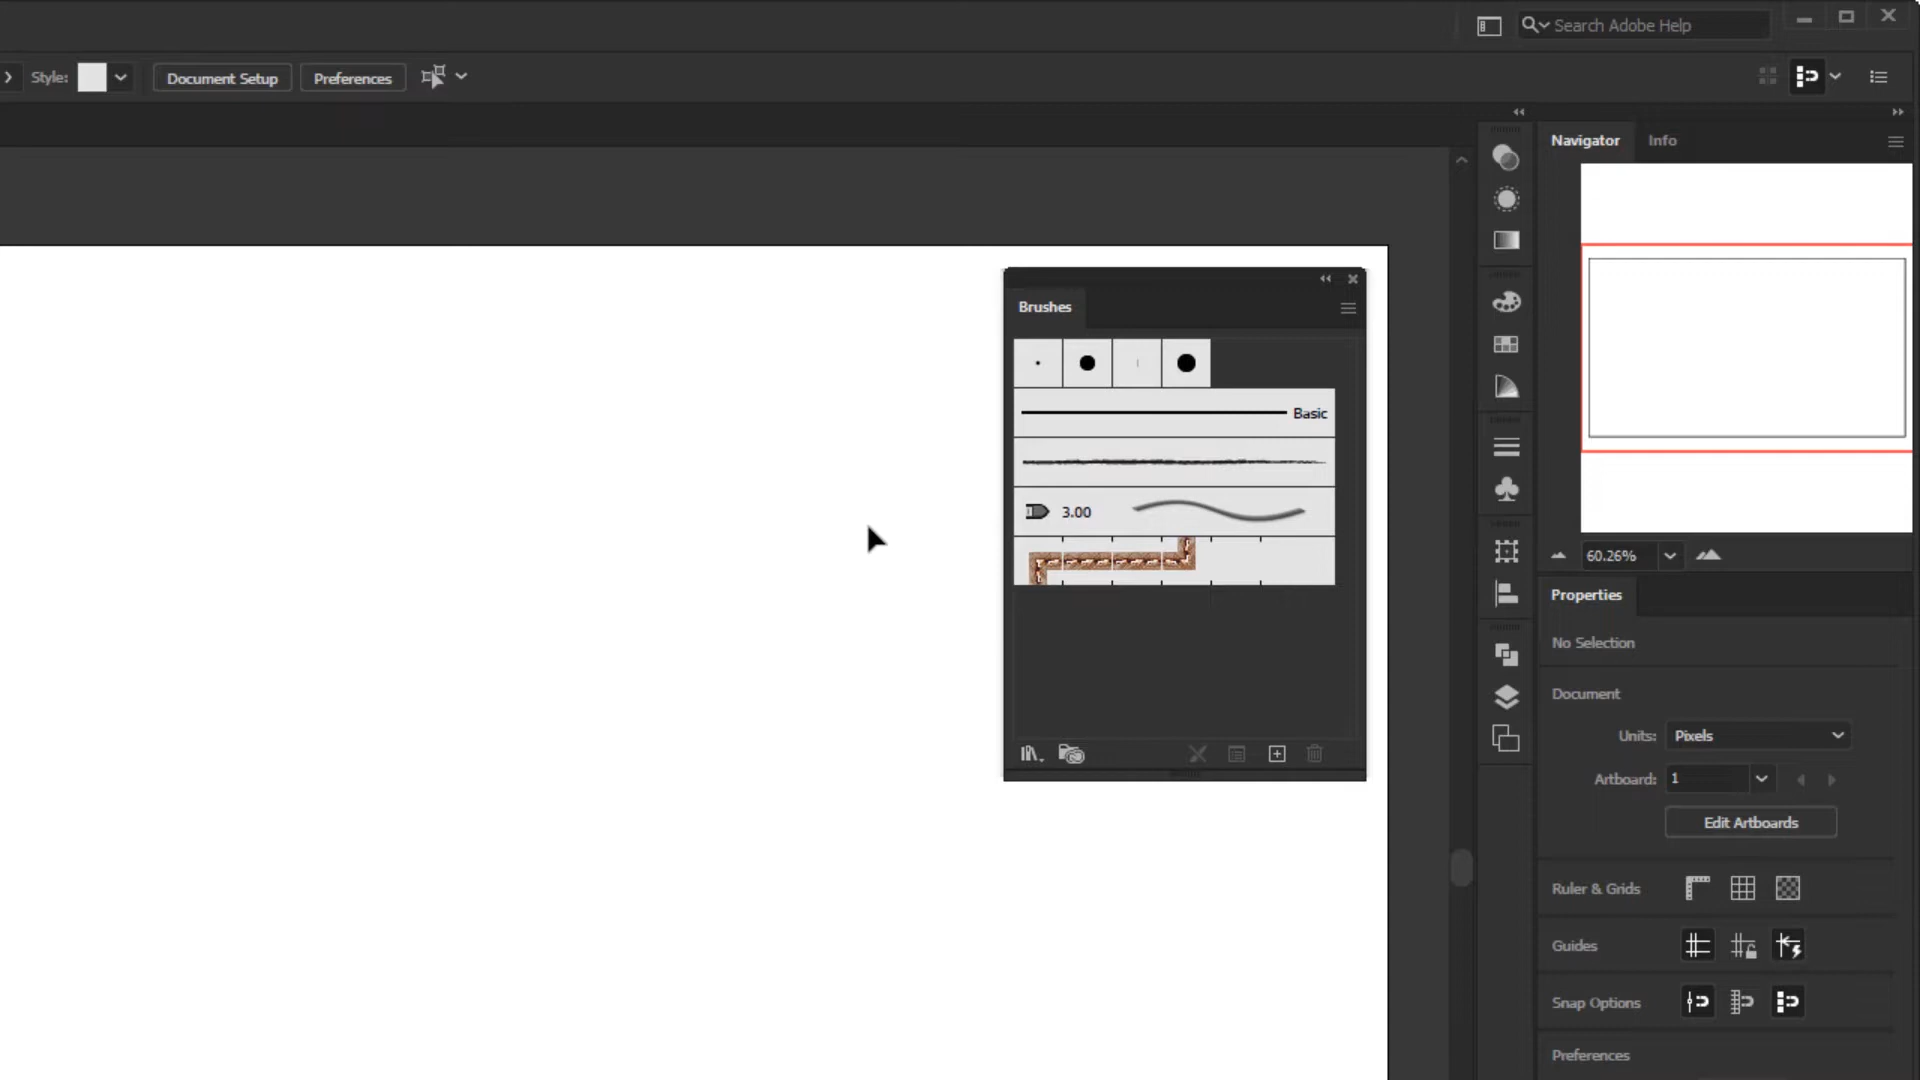 Search Adobe Help
Style:
Document Setup
Preferences
Navigator
Info
Brushes
Basic
3.00
60.26%
Properties
No Selection
Document
Units:
Pixels
Artboard:
1
Edit Artboards
Ruler & Grids
Guides
Snap Options
Preferences